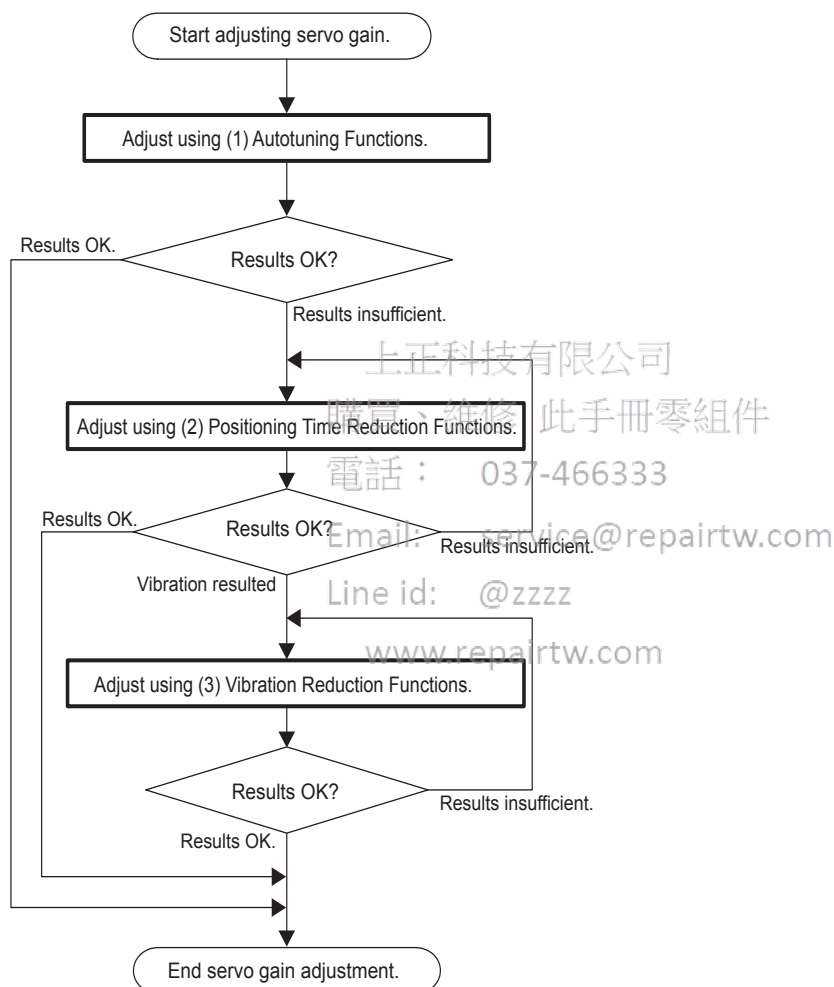 Start adjusting servo gain.
Adjust using (1) Autotuning Functions.
Results OK.
Results OK?
Results insufficient.
上正科技有限公司
購買、維修 此手冊零組件
Adjust using (2) Positioning Time Reduction Functions.
電話： 037-466333
Results OK.
Results OK?
Email: service@repairtw.com
Results insufficient.
Vibration resulted
Line id: @zzzz
www.repairtw.com
Adjust using (3) Vibration Reduction Functions.
Results OK?
Results insufficient.
Results OK.
End servo gain adjustment.